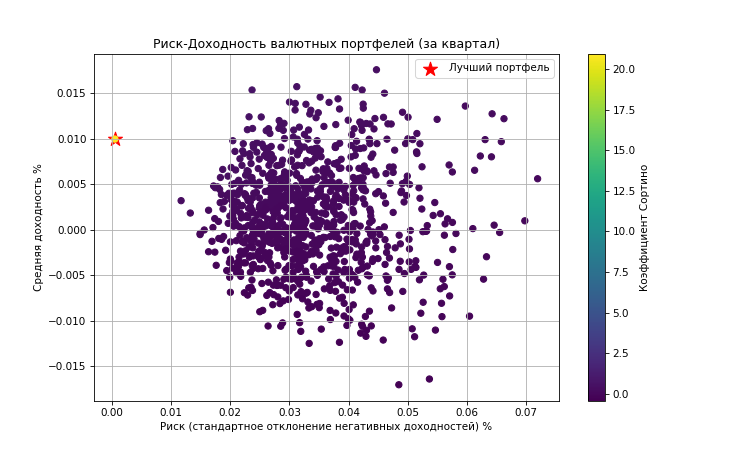 Риск-Доходность валютных портфелей (за квартал)
Лучший портфель
Средняя доходность %
0.015
0.010
0.005
0.000
−0.005
−0.010
−0.015
0.00 0.01 0.02 0.03 0.04 0.05 0.06 0.07
Риск (стандартное отклонение негативных доходностей) %
20.0
17.5
15.0
12.5
10.0
7.5
5.0
2.5
0.0
Коэффициент Сортино